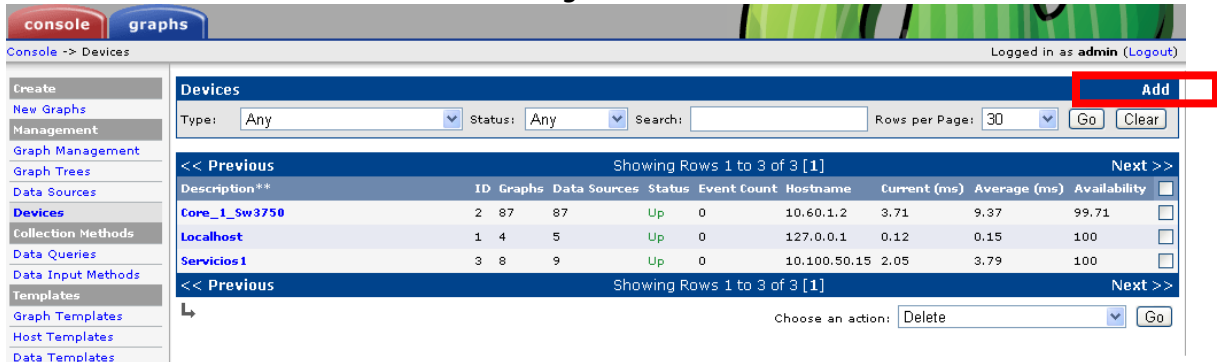 console graphs
Console -> Devices Logged in as admin (Logout)
Create
New Graphs
Management
Graph Management
Graph Trees
Data Sources
Devices
Collection Methods
Data Queries
Data Input Methods
Templates
Graph Templates
Host Templates
Data Templates
Devices Add
Type: Any Status: Any Search: Rows per Page: 30 Go Clear
<< Previous Showing Rows 1 to 3 of 3 [1] Next >>
Description** ID Graphs Data Sources Status Event Count Hostname Current (ms) Average (ms) Availability
Core_1_Sw3750 2 87 87 Up 0 10.60.1.2 3.71 9.37 99.71
Localhost 1 4 5 Up 0 127.0.0.1 0.12 0.15 100
Servicios1 3 8 9 Up 0 10.100.50.15 2.05 3.79 100
<< Previous Showing Rows 1 to 3 of 3 [1] Next >>
Choose an action: Delete Go